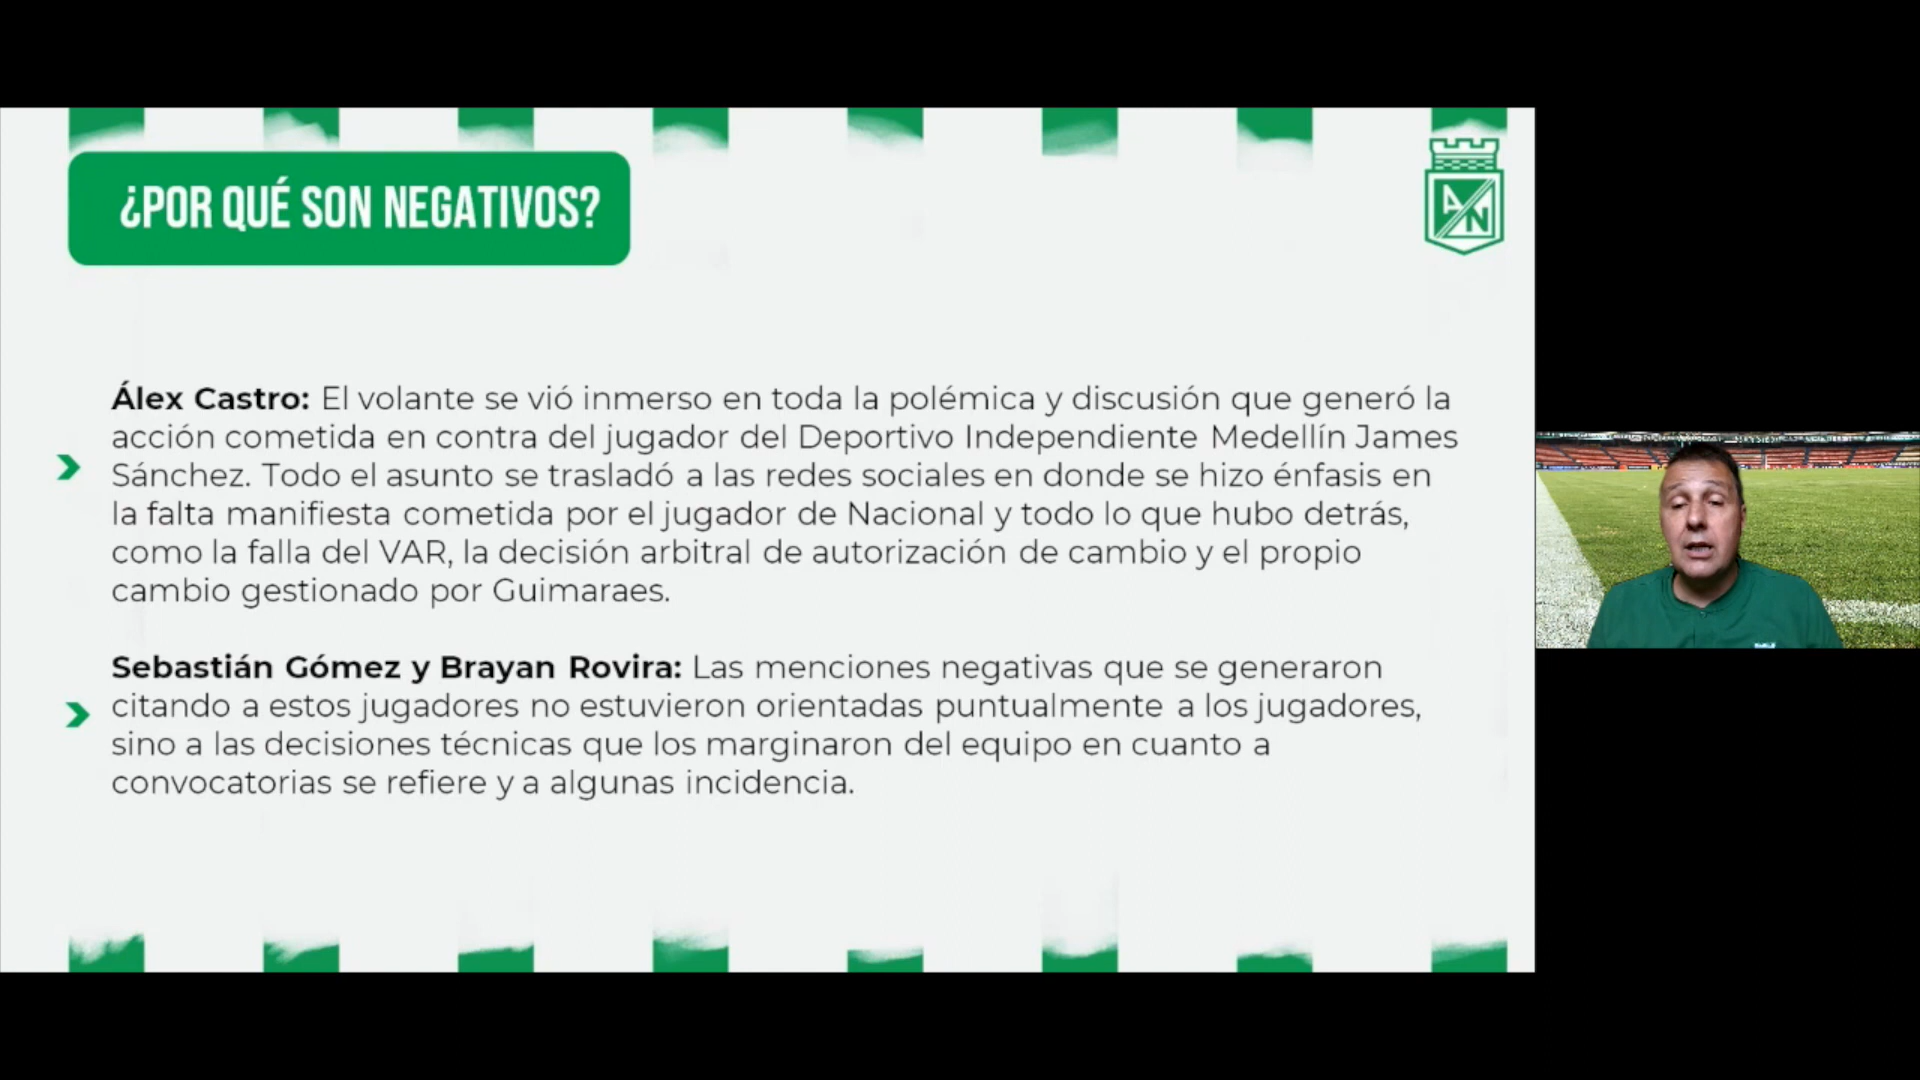 ¿POR QUÉ SON NEGATIVOS?
AN
Álex Castro: El volante se vió inmerso en toda la polémica y discusión que generó la
acción cometida en contra del jugador del Deportivo Independiente Medellín James
Sánchez. Todo el asunto se trasladó a las redes sociales en donde se hizo énfasis en
la falta manifiesta cometida por el jugador de Nacional y todo lo que hubo detrás,
como la falla del VAR, la decisión arbitral de autorización de cambio y el propio
cambio gestionado por Guimaraes.
Sebastián Gómez y Brayan Rovira: Las menciones negativas que se generaron
citando a estos jugadores no estuvieron orientadas puntualmente a los jugadores,
sino a las decisiones técnicas que los marginaron del equipo en cuanto a
convocatorias se refiere y a algunas incidencia.